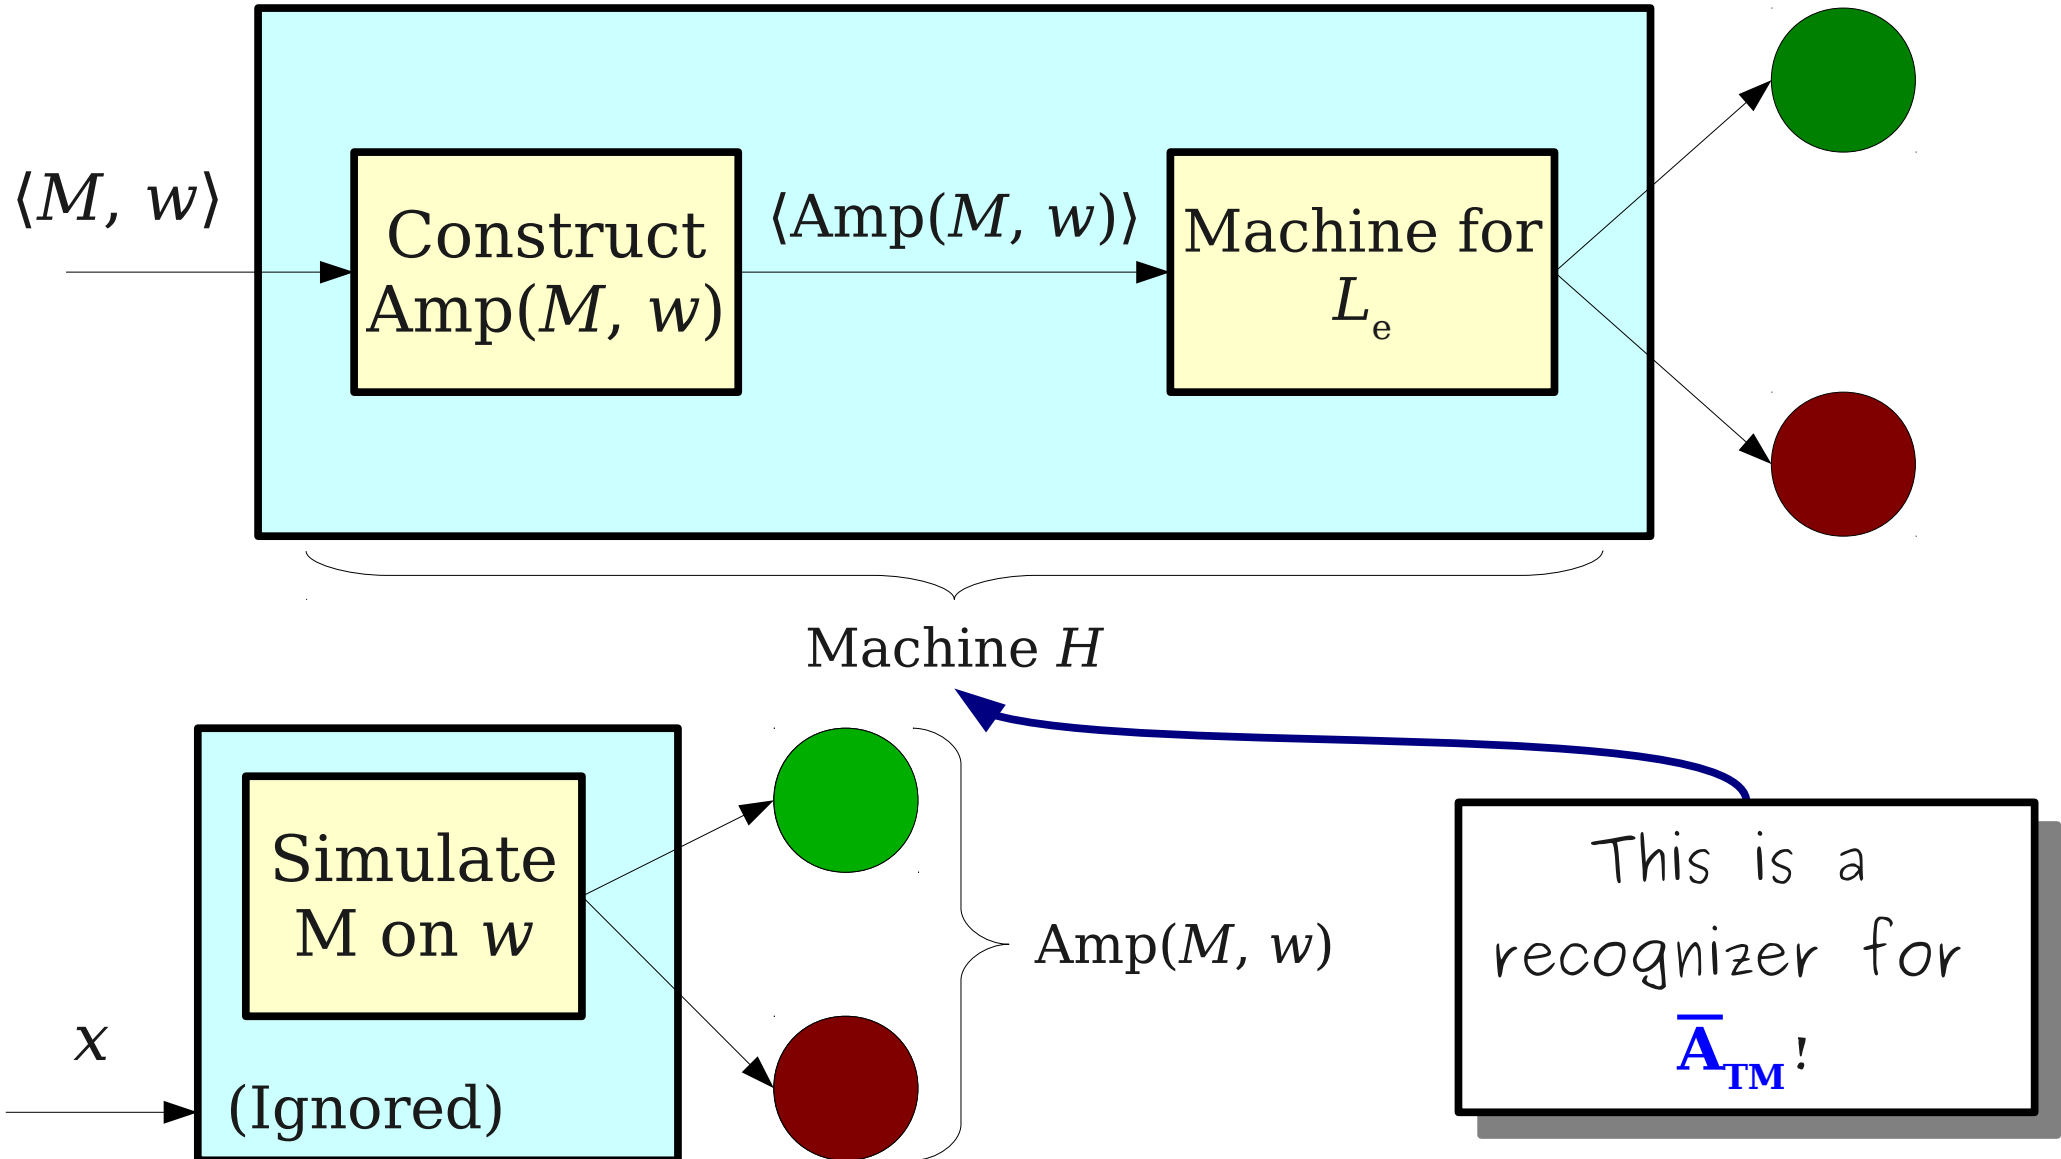 ⟨M, w⟩
Construct
Amp(M, w)
⟨Amp(M, w)⟩
Machine for
Lₑ
Machine H
Simulate
M on w
x
(Ignored)
Amp(M, w)
This is a
recognizer for
A̅TM!